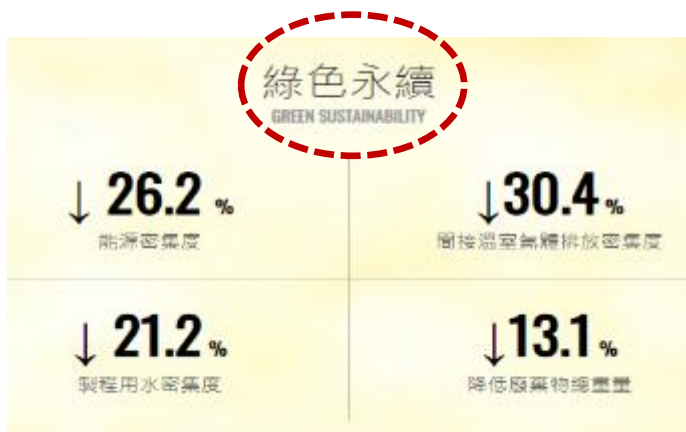 綠色永續
GREEN SUSTAINABILITY
↓ 26.2 %
能源密集度
↓30.4 %
間接溫室氣體排放密集度
↓ 21.2 %
製程用水密集度
↓13.1 %
降低廢棄物總重量